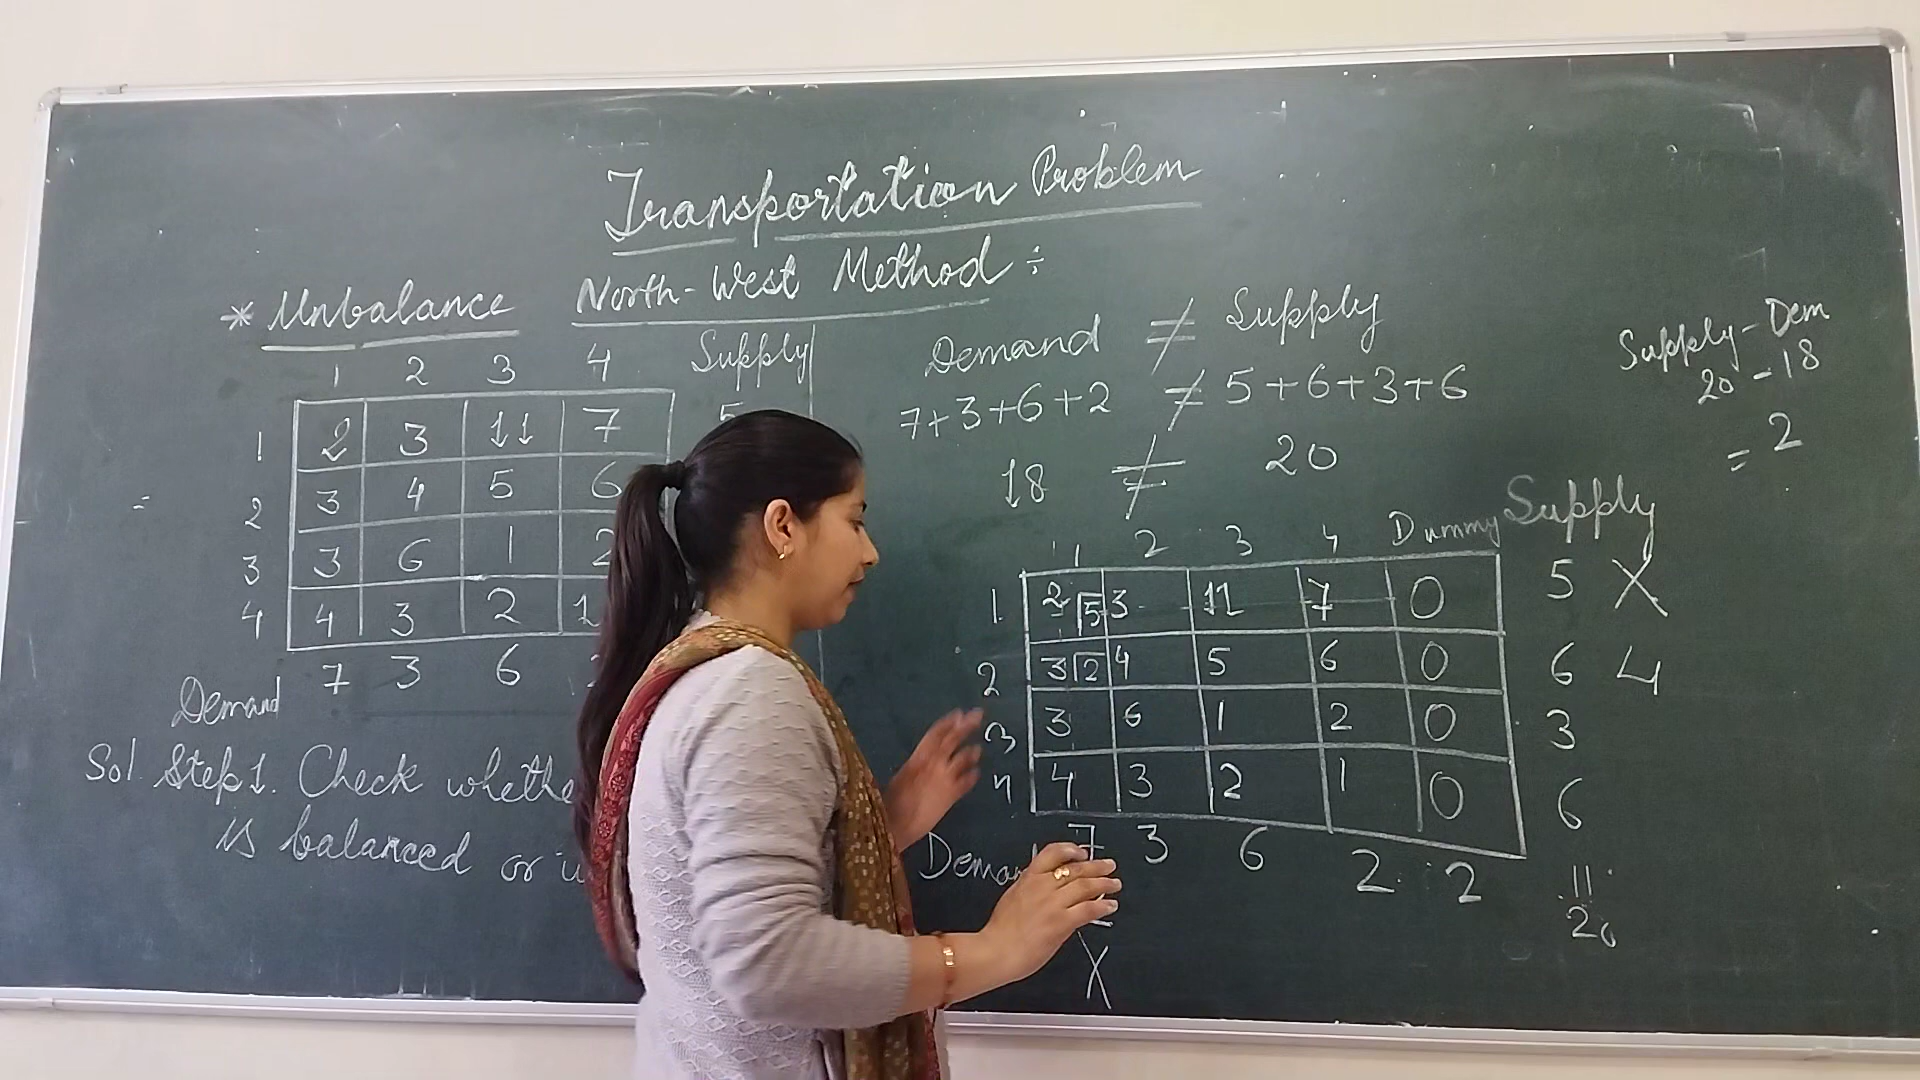 Transportation Problem
* Unbalance North-West Method ÷
1 2 3 4 Supply
1 2 3 11 7 5
2 3 4 5 6
3 3 6 1 2
4 4 3 2 1
Demand 7 3 6
Sol. Step 1. Check
is balanced or
Demand ≠ Supply
7+3+6+2 ≠ 5+6+3+6
18 ≠ 20
Supply - Dem
20 - 18
= 2
1 2 3 4 Dummy Supply
1 2 5 3 11 7 0 5 X
2 3 2 4 5 6 0 6 4
3 3 6 1 2 0 3
4 4 3 2 1 0 6
7 3 6 2 2 11
20
X